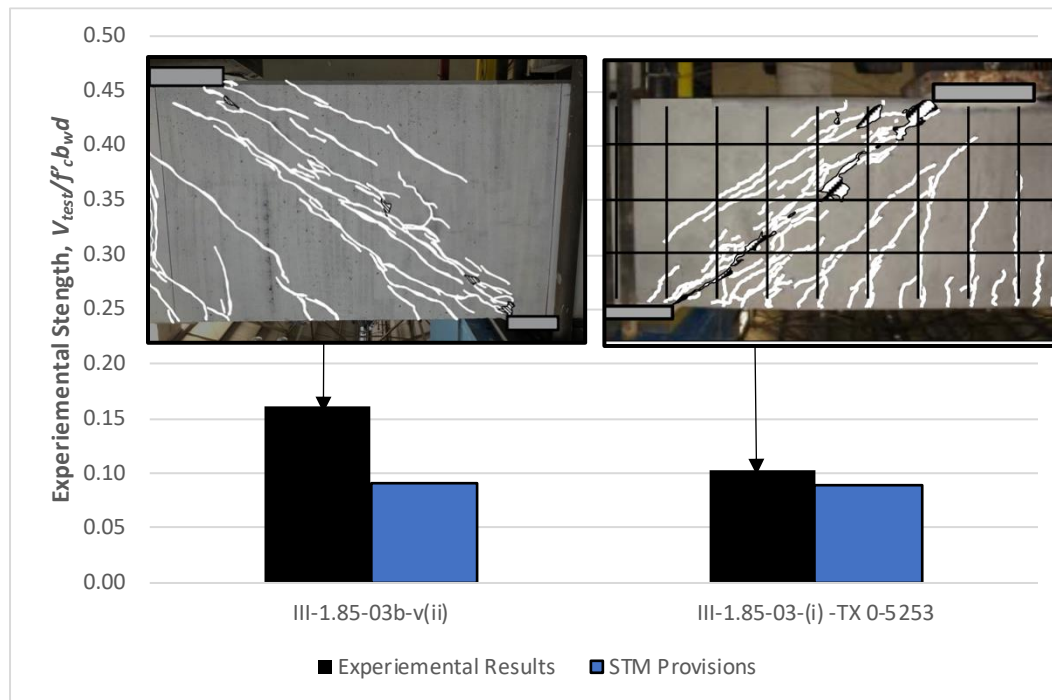 Experiemental Stength, Vtest/f'cbwd
0.50
0.45
0.40
0.35
0.30
0.25
0.20
0.15
0.10
0.05
0.00
III-1.85-03b-v(ii)
III-1.85-03-(i) -TX 0-5253
Experiemental Results
STM Provisions